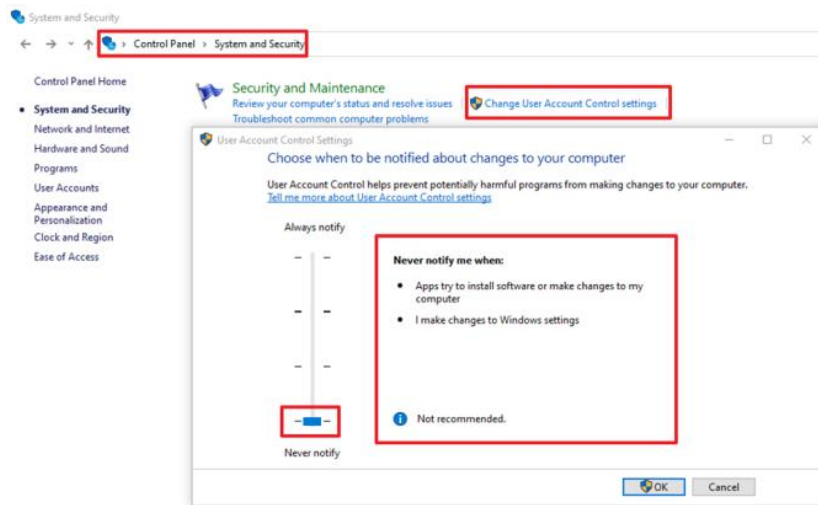 System and Security
Control Panel > System and Security
Control Panel Home
System and Security
Network and Internet
Hardware and Sound
Programs
User Accounts
Appearance and
Personalization
Clock and Region
Ease of Access
Security and Maintenance
Review your computer's status and resolve issues
Change User Account Control settings
Troubleshoot common computer problems
User Account Control Settings
Choose when to be notified about changes to your computer
User Account Control helps prevent potentially harmful programs from making changes to your computer.
Tell me more about User Account Control settings
Always notify
Never notify me when:
• Apps try to install software or make changes to my
computer
• I make changes to Windows settings
Not recommended.
Never notify
OK
Cancel